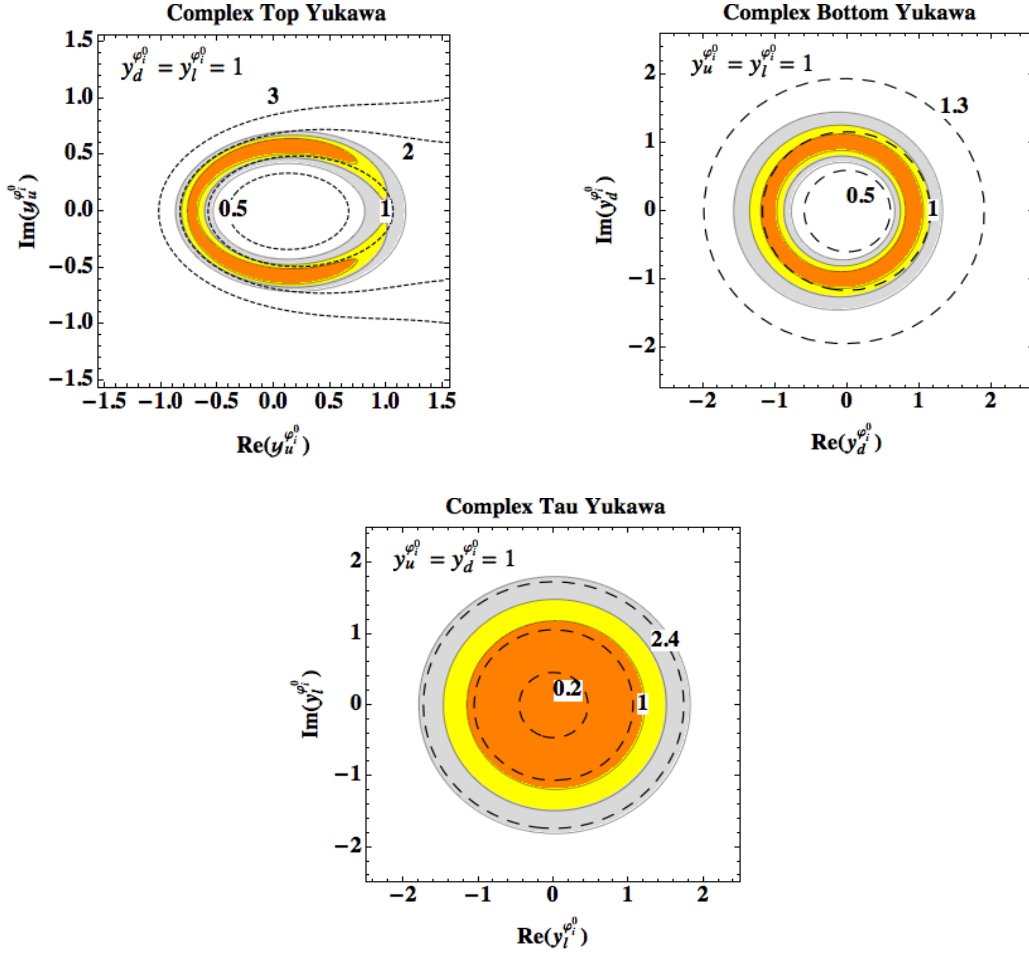 Complex Top Yukawa
y_d^{φ_i^0} = y_l^{φ_i^0} = 1
3
2
1
0.5
1.5
1.0
0.5
0.0
−0.5
−1.0
−1.5
Im(y_u^{φ_i^0})
−1.5 −1.0 −0.5 0.0 0.5 1.0 1.5
Re(y_u^{φ_i^0})
Complex Bottom Yukawa
y_u^{φ_i^0} = y_l^{φ_i^0} = 1
1.3
0.5
1
2
1
0
−1
−2
Im(y_d^{φ_i^0})
−2 −1 0 1 2
Re(y_d^{φ_i^0})
Complex Tau Yukawa
y_u^{φ_i^0} = y_d^{φ_i^0} = 1
2.4
0.2
1
2
1
0
−1
−2
Im(y_l^{φ_i^0})
−2 −1 0 1 2
Re(y_l^{φ_i^0})